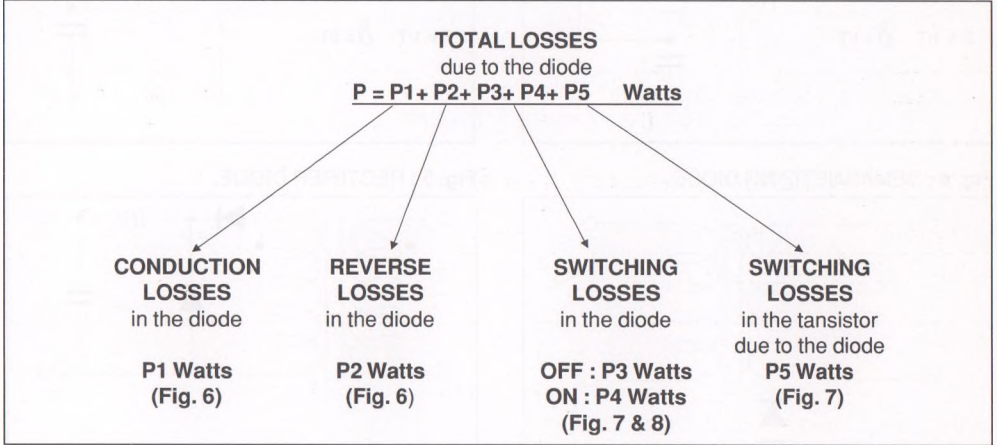 TOTAL LOSSES
due to the diode
P = P1+ P2+ P3+ P4+ P5 Watts
CONDUCTION
LOSSES
in the diode
P1 Watts
(Fig. 6)
REVERSE
LOSSES
in the diode
P2 Watts
(Fig. 6)
SWITCHING
LOSSES
in the diode
OFF : P3 Watts
ON : P4 Watts
(Fig. 7 & 8)
SWITCHING
LOSSES
in the tansistor
due to the diode
P5 Watts
(Fig. 7)